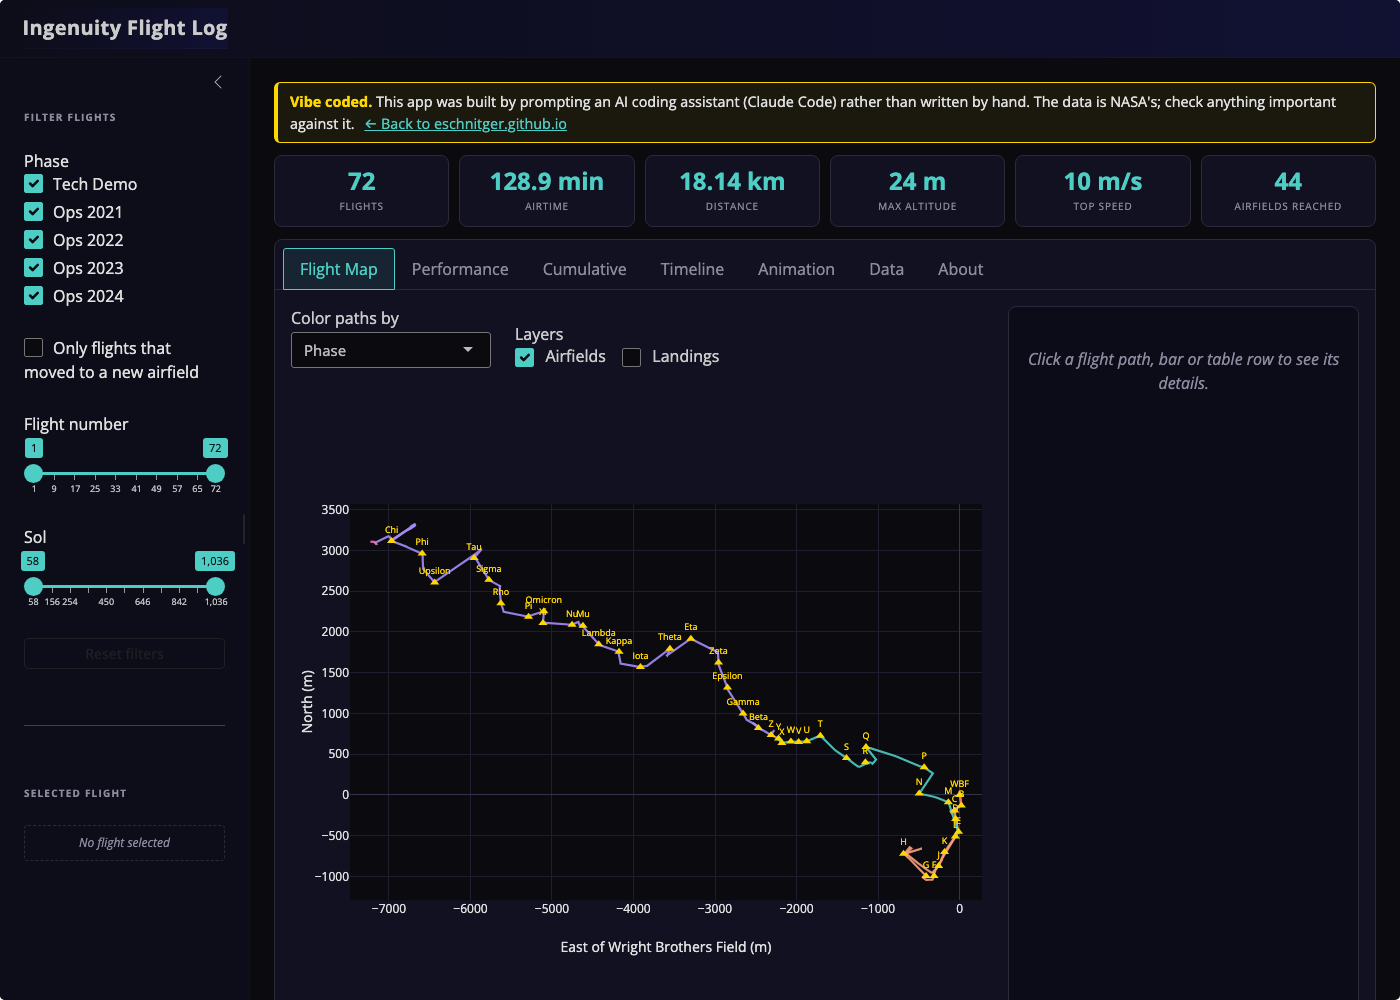 Ingenuity Flight Log
FILTER FLIGHTS
Phase
Tech Demo
Ops 2021
Ops 2022
Ops 2023
Ops 2024
Only flights that
moved to a new airfield
Flight number
1 72
1 9 17 25 33 41 49 57 65 72
Sol
58 1,036
58 156 254 450 646 842 1,036
Reset filters
SELECTED FLIGHT
No flight selected
Vibe coded. This app was built by prompting an AI coding assistant (Claude Code) rather than written by hand. The data is NASA's; check anything important
against it. ← Back to eschnitger.github.io
72
FLIGHTS
128.9 min
AIRTIME
18.14 km
DISTANCE
24 m
MAX ALTITUDE
10 m/s
TOP SPEED
44
AIRFIELDS REACHED
Flight Map Performance Cumulative Timeline Animation Data About
Color paths by
Phase
Layers
Airfields Landings
Click a flight path, bar or table row to see its
details.
North (m)
3500
3000
2500
2000
1500
1000
500
0
−500
−1000
Chi
Phi
Upsilon
Tau
Sigma
Rho
Pi
Omicron
Nu
Mu
Lambda
Kappa
Iota
Theta
Eta
Zeta
Epsilon
Gamma
Beta
Z
Y
X
W
V
U
T
S
R
Q
P
N
M
WBF
B
C
K
J
H
G
F
−7000 −6000 −5000 −4000 −3000 −2000 −1000 0
East of Wright Brothers Field (m)